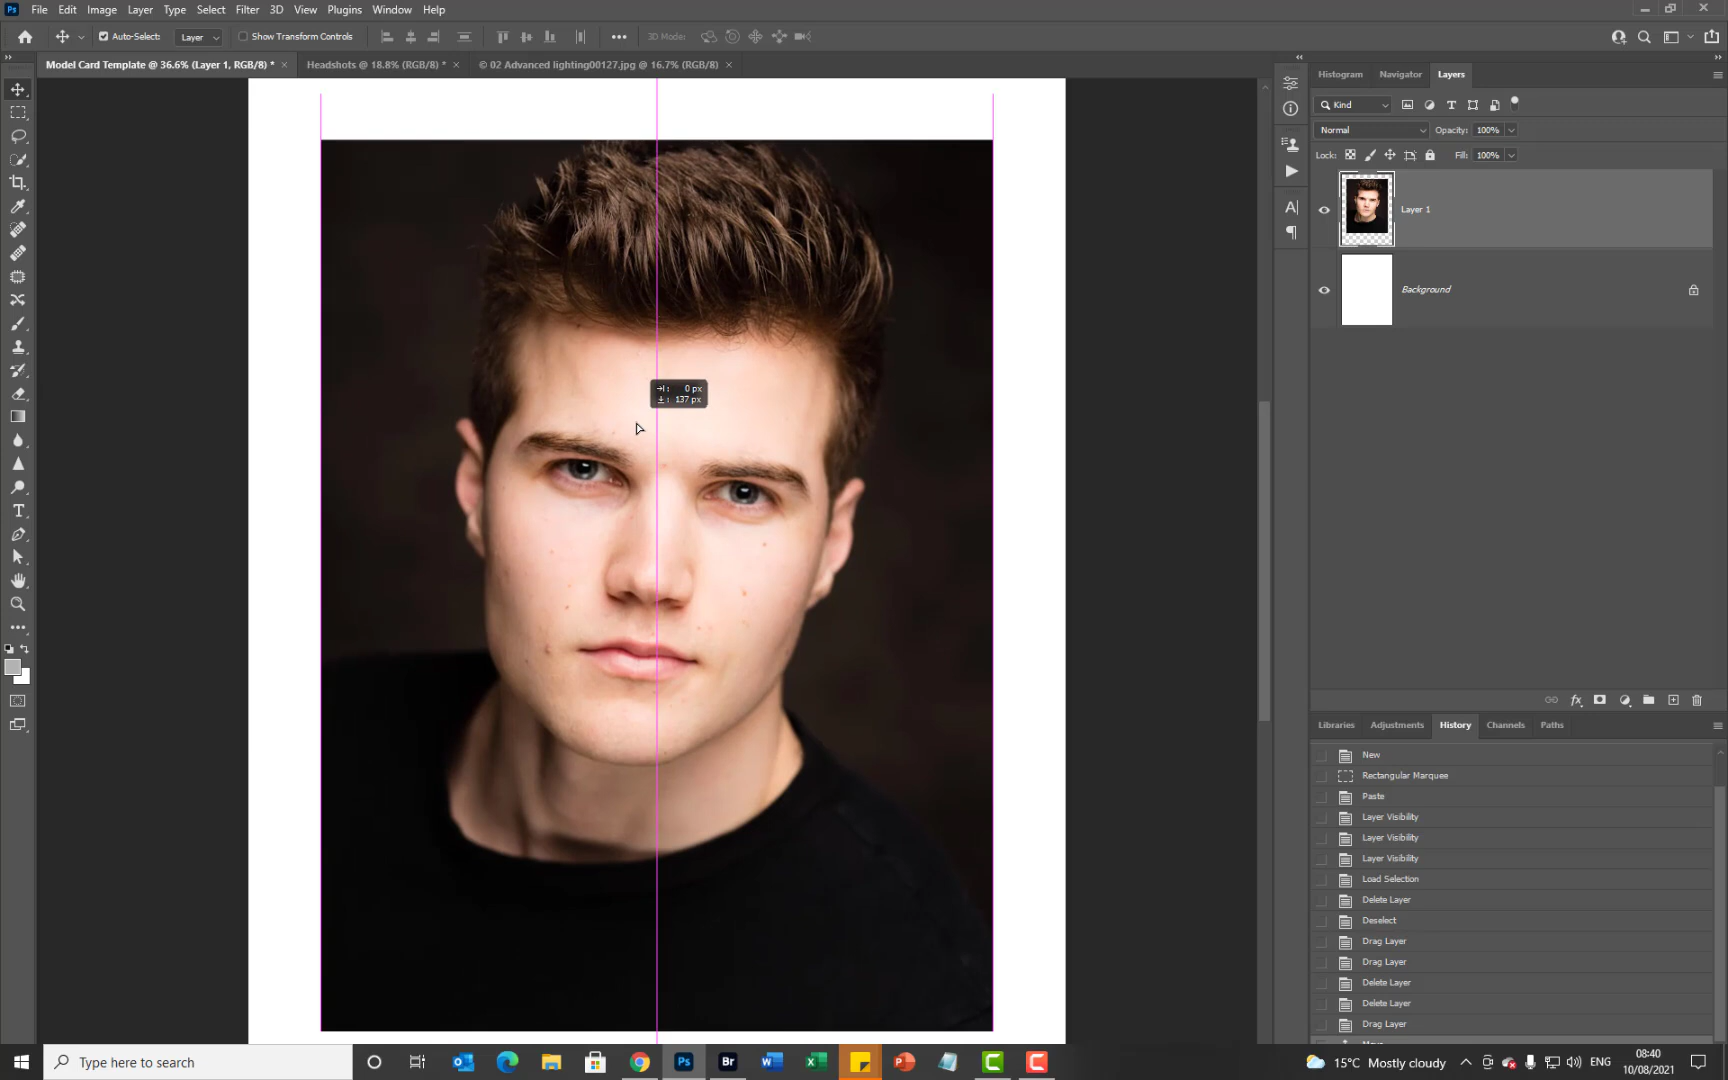 Ps File Edit Image Layer Type Select Filter 3D View Plugins Window Help
Auto-Select: Layer Show Transform Controls 3D Mode:
Model Card Template @ 36.6% (Layer 1, RGB/8) * × Headshots @ 18.8% (RGB/8) * × © 02 Advanced lighting00127.jpg @ 16.7% (RGB/8) ×
Histogram Navigator Layers
Kind
Normal Opacity: 100%
Lock: Fill: 100%
Layer 1
Background
0 px
137 px
Libraries Adjustments History Channels Paths
New
Rectangular Marquee
Paste
Layer Visibility
Layer Visibility
Layer Visibility
Load Selection
Delete Layer
Deselect
Drag Layer
Drag Layer
Delete Layer
Delete Layer
Drag Layer
Type here to search
Ps Br
15°C Mostly cloudy ENG
08:40
10/08/2021